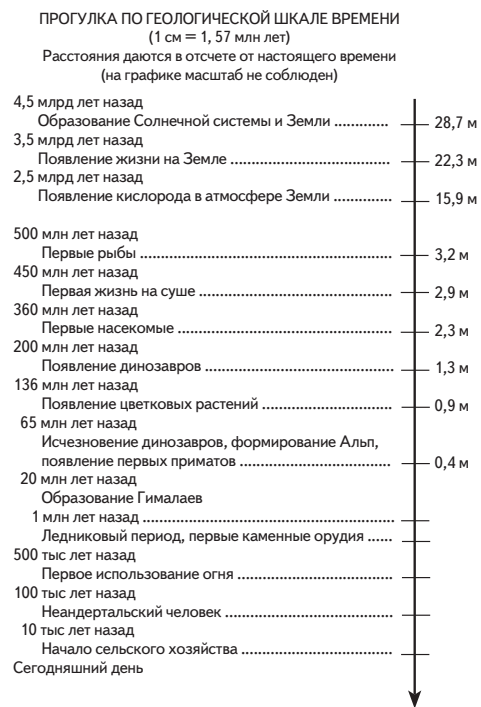 ПРОГУЛКА ПО ГЕОЛОГИЧЕСКОЙ ШКАЛЕ ВРЕМЕНИ
(1 см = 1, 57 млн лет)
Расстояния даются в отсчете от настоящего времени
(на графике масштаб не соблюден)
4,5 млрд лет назад
Образование Солнечной системы и Земли ............. 28,7 м
3,5 млрд лет назад
Появление жизни на Земле ...................................... 22,3 м
2,5 млрд лет назад
Появление кислорода в атмосфере Земли .............. 15,9 м
500 млн лет назад
Первые рыбы ............................................................. 3,2 м
450 млн лет назад
Первая жизнь на суше ............................................... 2,9 м
360 млн лет назад
Первые насекомые .................................................... 2,3 м
200 млн лет назад
Появление динозавров .............................................. 1,3 м
136 млн лет назад
Появление цветковых растений ................................ 0,9 м
65 млн лет назад
Исчезновение динозавров, формирование Альп,
появление первых приматов ..................................... 0,4 м
20 млн лет назад
Образование Гималаев
1 млн лет назад ............................................................
Ледниковый период, первые каменные орудия ......
500 тыс лет назад
Первое использование огня ......................................
100 тыс лет назад
Неандертальский человек ........................................
10 тыс лет назад
Начало сельского хозяйства .....................................
Сегодняшний день